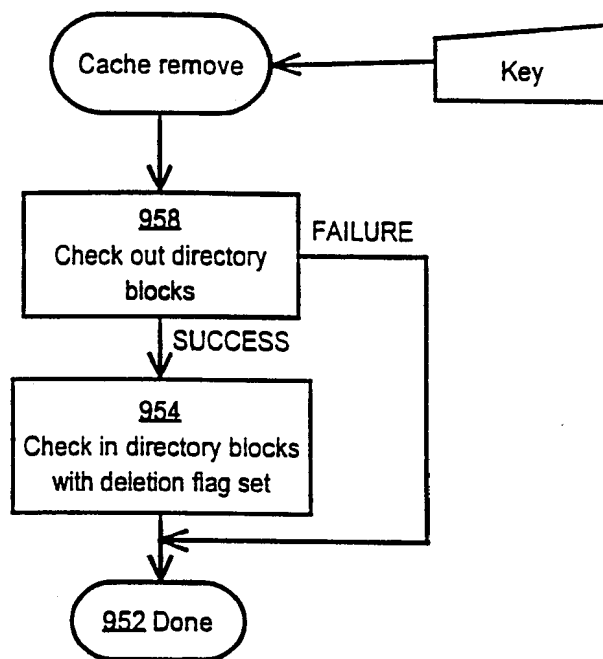 Cache remove
Key
958
Check out directory
blocks
FAILURE
SUCCESS
954
Check in directory blocks
with deletion flag set
952 Done